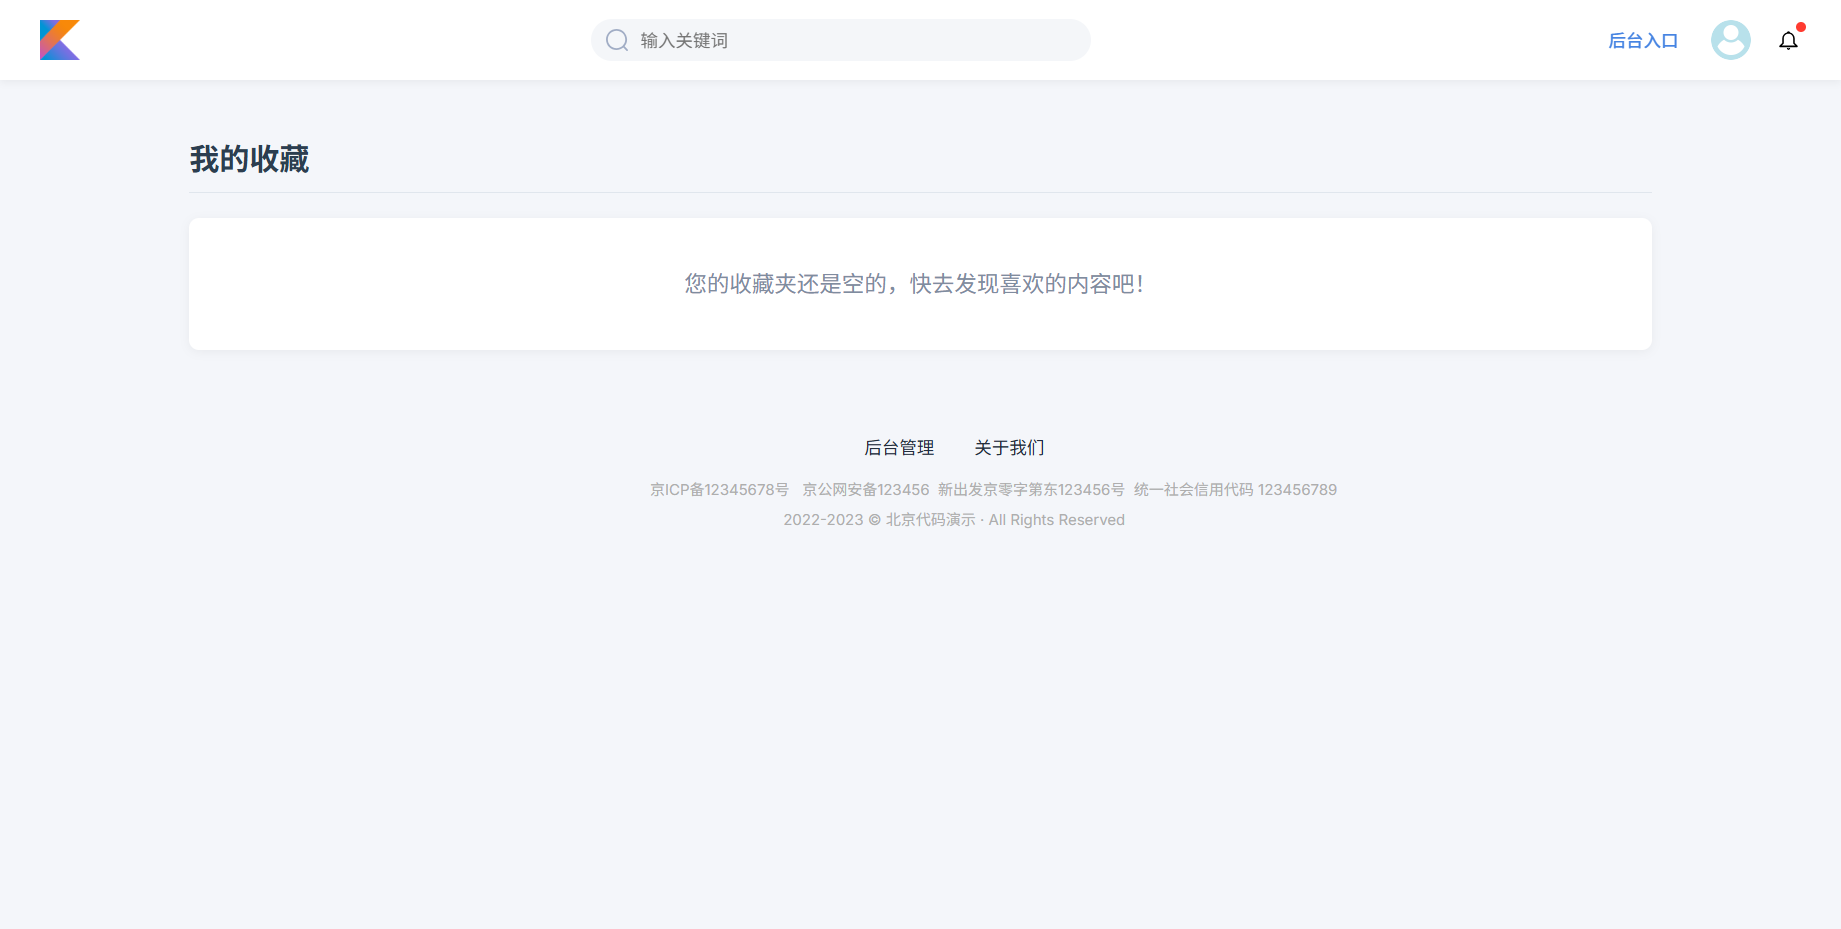 输入关键词
后台入口
我的收藏
您的收藏夹还是空的，快去发现喜欢的内容吧！
后台管理 关于我们
京ICP备12345678号 京公网安备123456 新出发京零字第东123456号 统一社会信用代码 123456789
2022-2023 © 北京代码演示 · All Rights Reserved